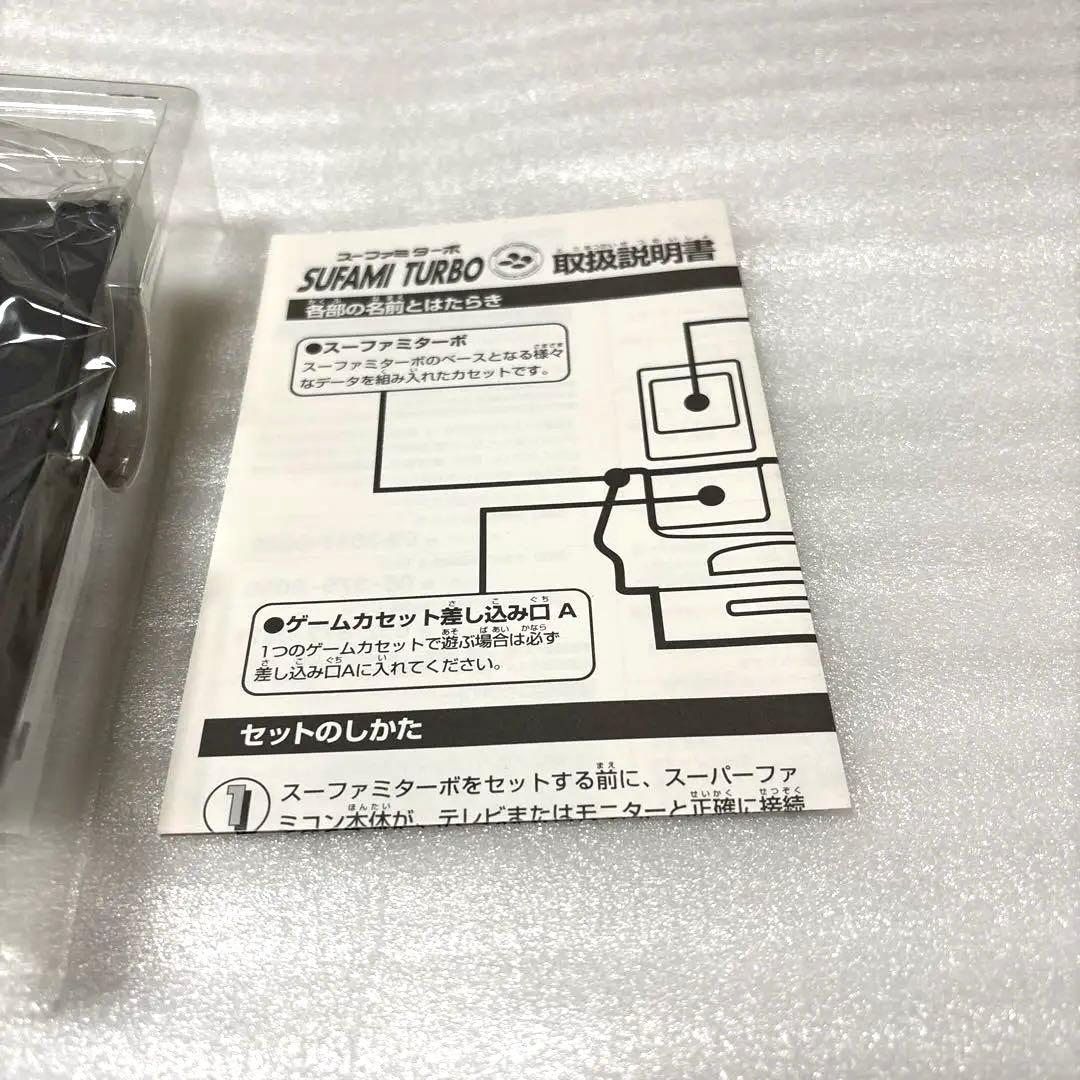 スーファミターボ
SUFAMI TURBO 取扱説明書
各部の名前とはたらき
●スーファミターボ
スーファミターボのベースとなる様々
なデータを組み入れたカセットです。
●ゲームカセット差し込み口 A
1つのゲームカセットで遊ぶ場合は必ず
差し込み口Aに入れてください。
セットのしかた
1 スーファミターボをセットする前に、スーパーファ
ミコン本体が、テレビまたはモニターと正確に接続